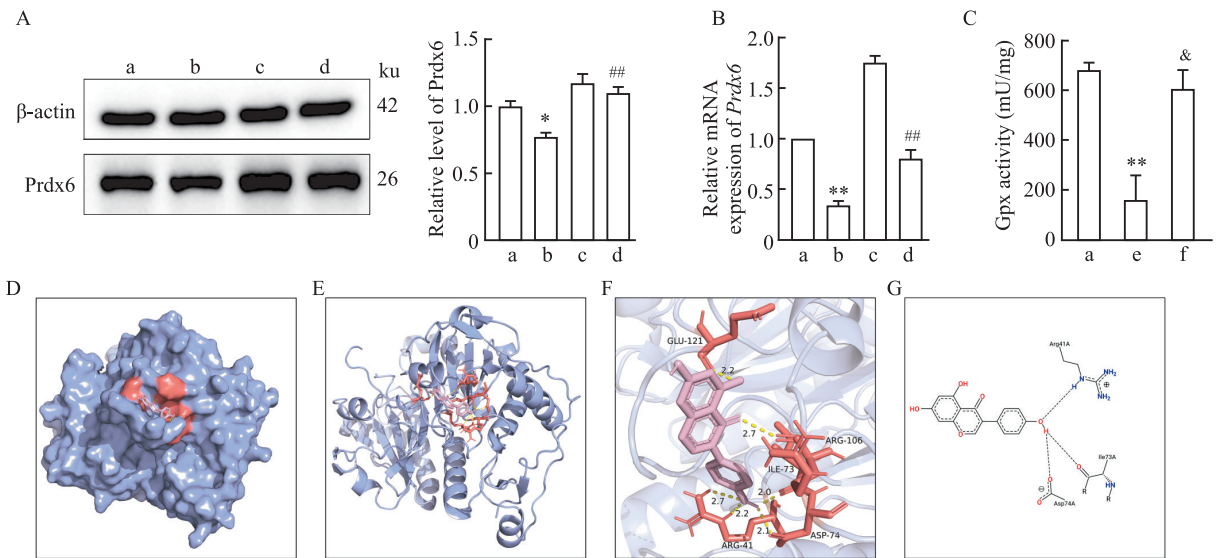 A
a b c d ku
β-actin 42
Prdx6 26
Relative level of Prdx6
1.5
1.0
0.5
0
* ##
a b c d
B
Relative mRNA
expression of Prdx6
2.0
1.5
1.0
0.5
0
** ##
a b c d
C
Gpx activity (mU/mg)
800
600
400
200
0
** &
a e f
D
E
F
GLU-121
2.2
2.7
ARG-106
ILE-73
2.7
2.0
2.2
2.1
ARG-41
ASP-74
G
Arg41A
NH₂
N
H
⊕
NH₂
OH
O
HO
O
O
H
Ile73A
O
O
⊖
O
Asp74A
R
HN
R